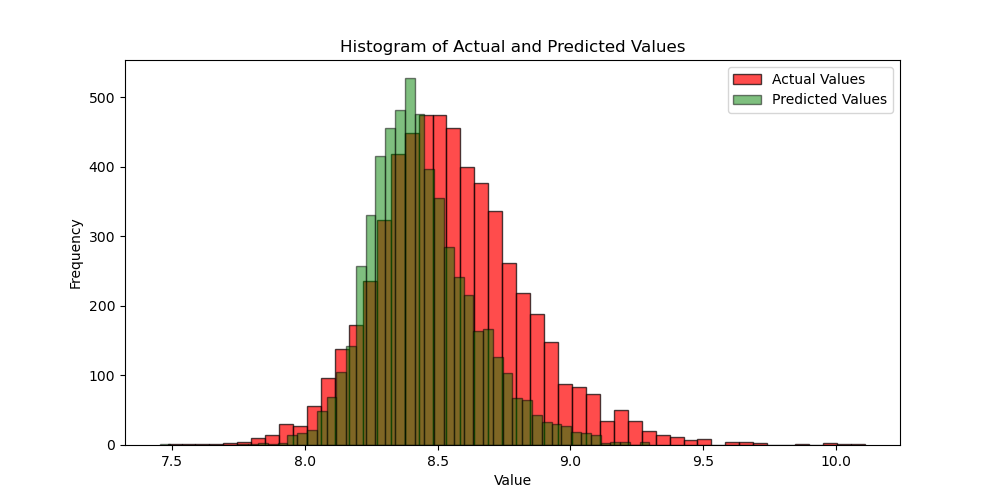 Histogram of Actual and Predicted Values
Actual Values
Predicted Values
Frequency
500
400
300
200
100
0
7.5
8.0
8.5
9.0
9.5
10.0
Value